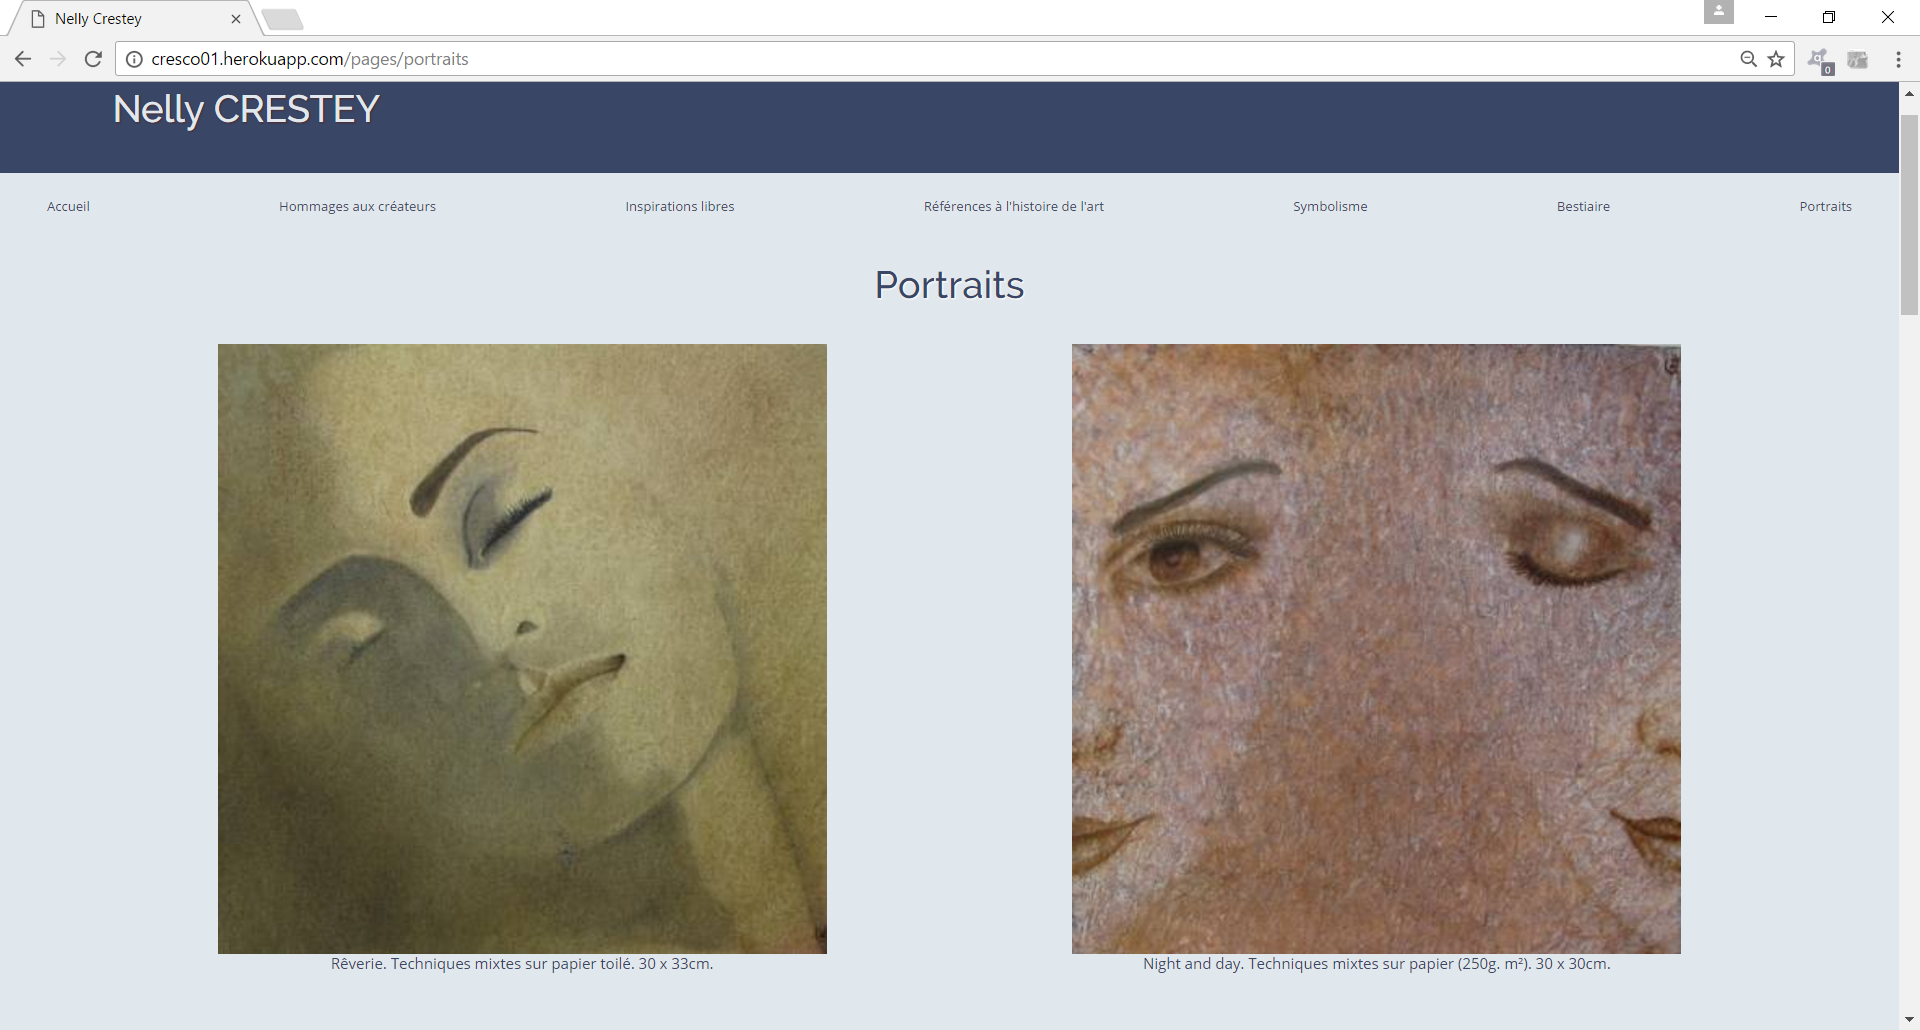 Nelly Crestey
cresco01.herokuapp.com/pages/portraits
0
Nelly CRESTEY
Accueil
Hommages aux créateurs
Inspirations libres
Références à l'histoire de l'art
Symbolisme
Bestiaire
Portraits
Portraits
Rêverie. Techniques mixtes sur papier toilé. 30 x 33cm.
Night and day. Techniques mixtes sur papier (250g. m²). 30 x 30cm.